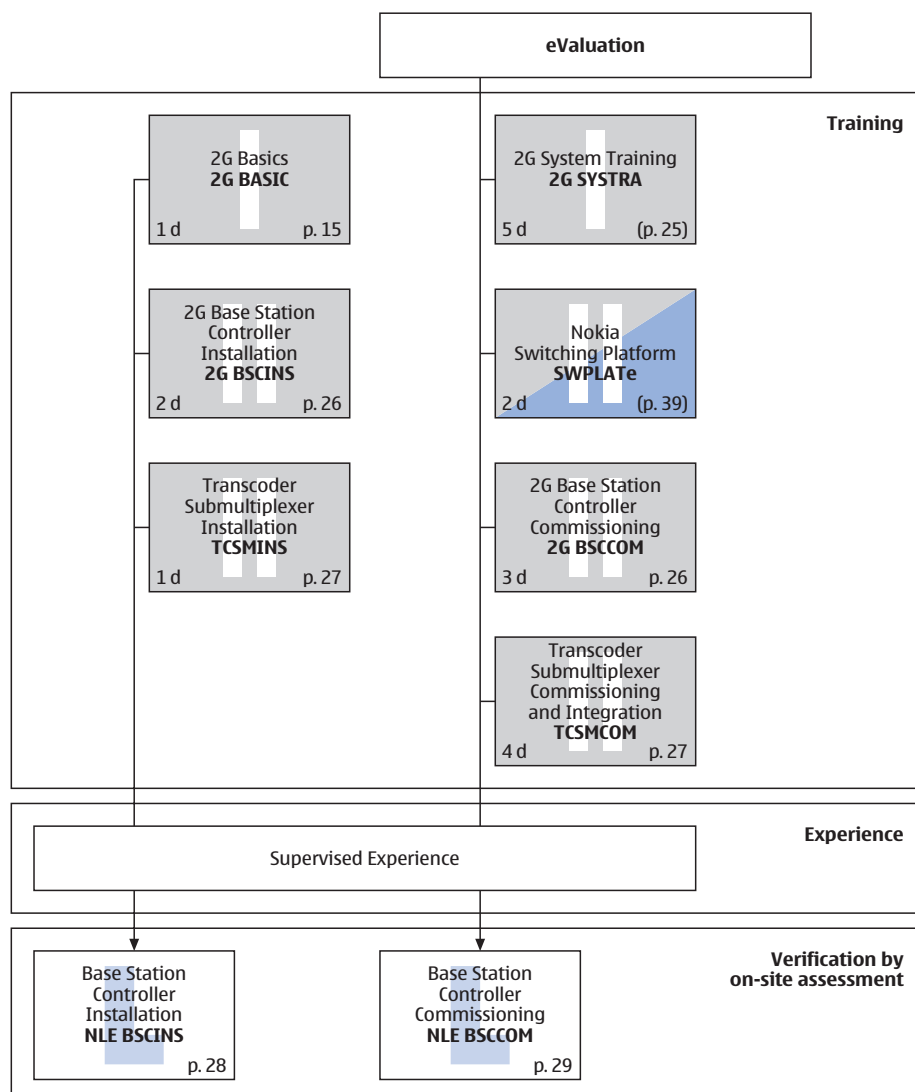 eValuation
Training
2G Basics
2G BASIC
1 d
p. 15
2G System Training
2G SYSTRA
5 d
(p. 25)
2G Base Station
Controller
Installation
2G BSCINS
2 d
p. 26
Nokia
Switching Platform
SWPLATe
2 d
(p. 39)
Transcoder
Submultiplexer
Installation
TCSMINS
1 d
p. 27
2G Base Station
Controller
Commissioning
2G BSCCOM
3 d
p. 26
Transcoder
Submultiplexer
Commissioning
and Integration
TCSMCOM
4 d
p. 27
Experience
Supervised Experience
Verification by
on-site assessment
Base Station
Controller
Installation
NLE BSCINS
p. 28
Base Station
Controller
Commissioning
NLE BSCCOM
p. 29